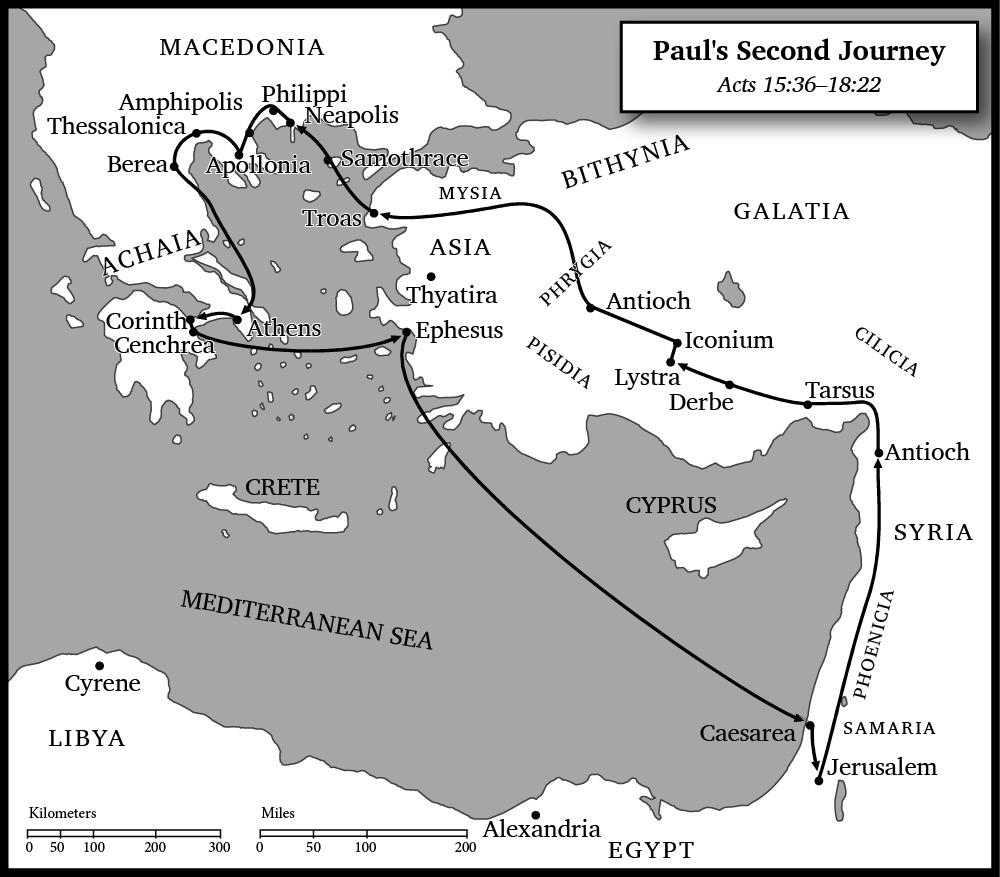 Paul's Second Journey
Acts 15:36–18:22
MACEDONIA
Philippi
Amphipolis
Neapolis
Thessalonica
Berea
Apollonia
Samothrace
BITHYNIA
MYSIA
GALATIA
Troas
ACHAIA
ASIA
PHRYGIA
Thyatira
Antioch
Corinth
Athens
Ephesus
Cenchrea
Iconium
PISIDIA
CILICIA
Lystra
Derbe
Tarsus
Antioch
CRETE
CYPRUS
SYRIA
MEDITERRANEAN SEA
PHOENICIA
Cyrene
LIBYA
Caesarea
SAMARIA
Jerusalem
Kilometers
0 50 100 200 300
Miles
0 50 100 200
Alexandria
EGYPT